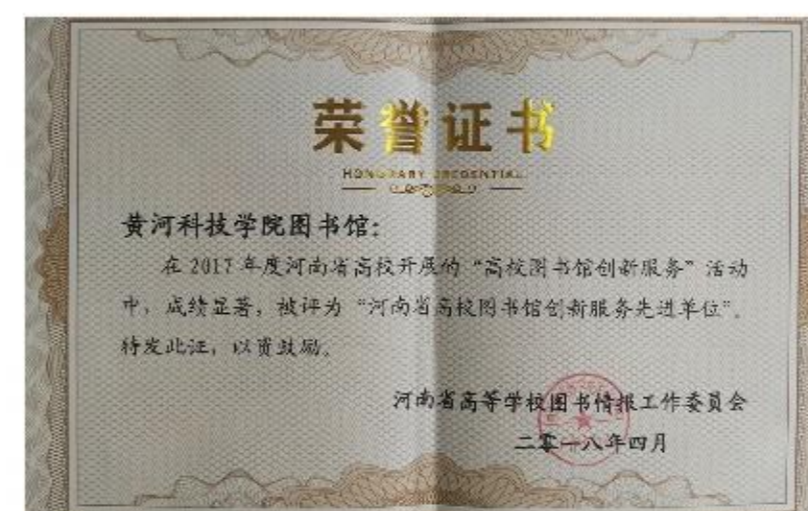 荣誉证书
HONORARY CREDENTIAL
黄河科技学院图书馆:
在 2017 年度河南省高校开展的“高校图书馆创新服务”活动
中,成绩显著,被评为“河南省高校图书馆创新服务先进单位”。
特发此证,以资鼓励。
河南省高等学校图书情报工作委员会
二零一八年四月